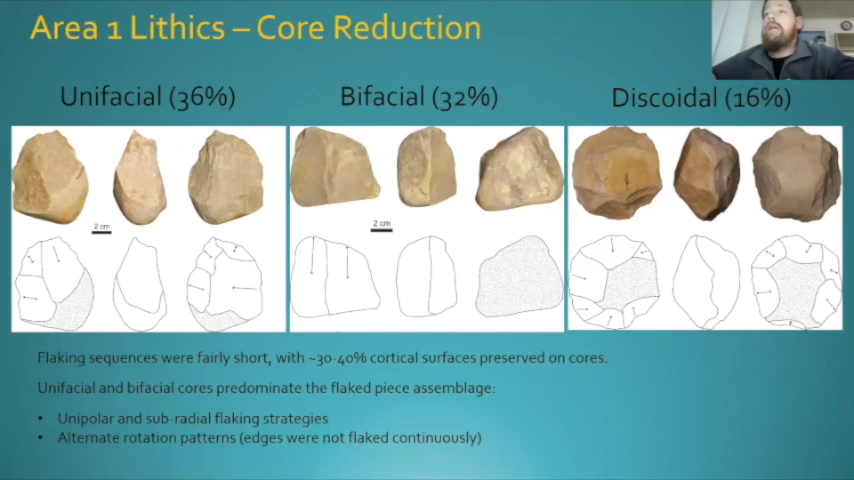 Area 1 Lithics – Core Reduction
Unifacial (36%)
Bifacial (32%)
Discoidal (16%)
2 cm
2 cm
Flaking sequences were fairly short, with ~30-40% cortical surfaces preserved on cores.
Unifacial and bifacial cores predominate the flaked piece assemblage:
• Unipolar and sub-radial flaking strategies
• Alternate rotation patterns (edges were not flaked continuously)